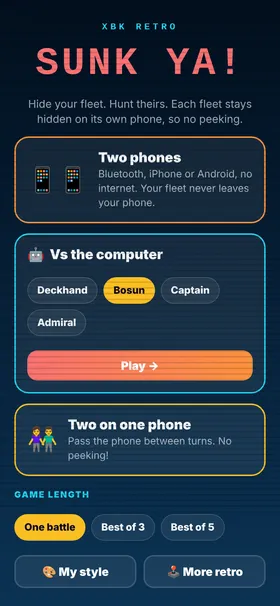 XBK RETRO
SUNK YA!
Hide your fleet. Hunt theirs. Each fleet stays
hidden on its own phone, so no peeking.
Two phones
Bluetooth, iPhone or Android, no
internet. Your fleet never leaves
your phone.
Vs the computer
Deckhand
Bosun
Captain
Admiral
Play →
Two on one phone
Pass the phone between turns. No
peeking!
GAME LENGTH
One battle
Best of 3
Best of 5
My style
More retro